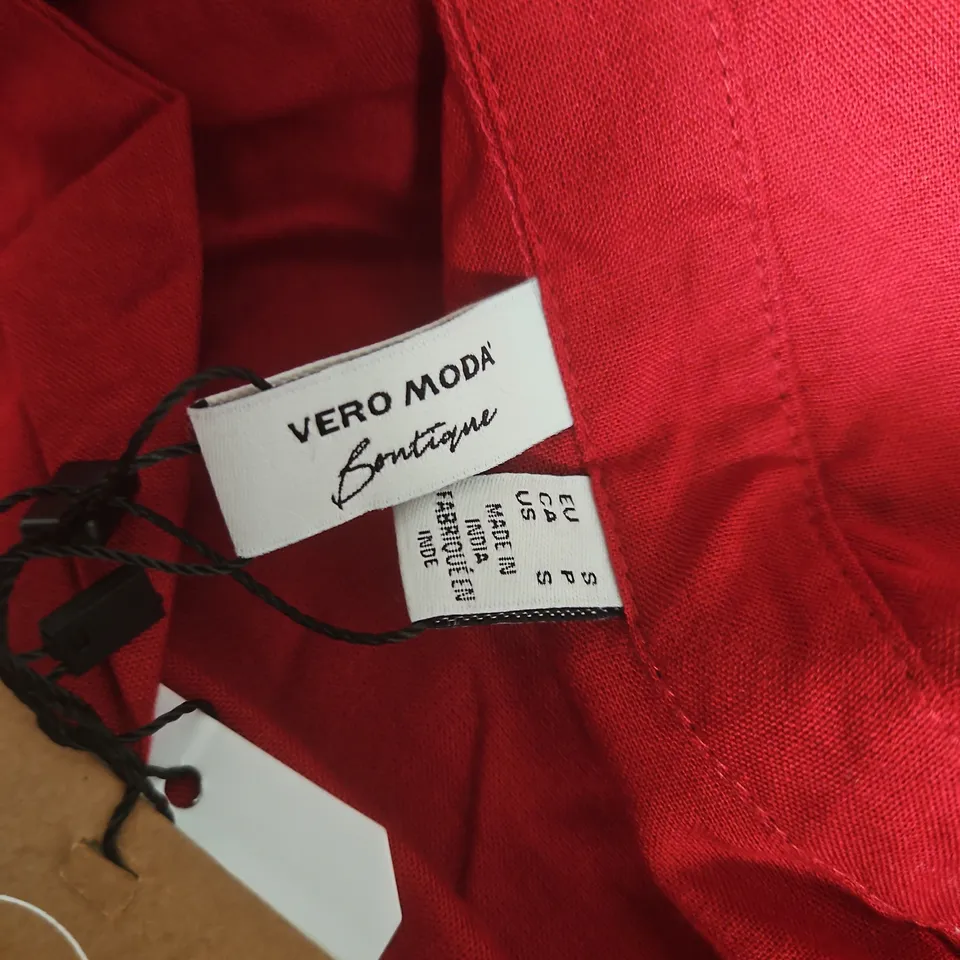 VERO MODA
Boutique
EU S
CA P
US S
MADE IN
INDIA
FABRIQUÉ EN
INDE